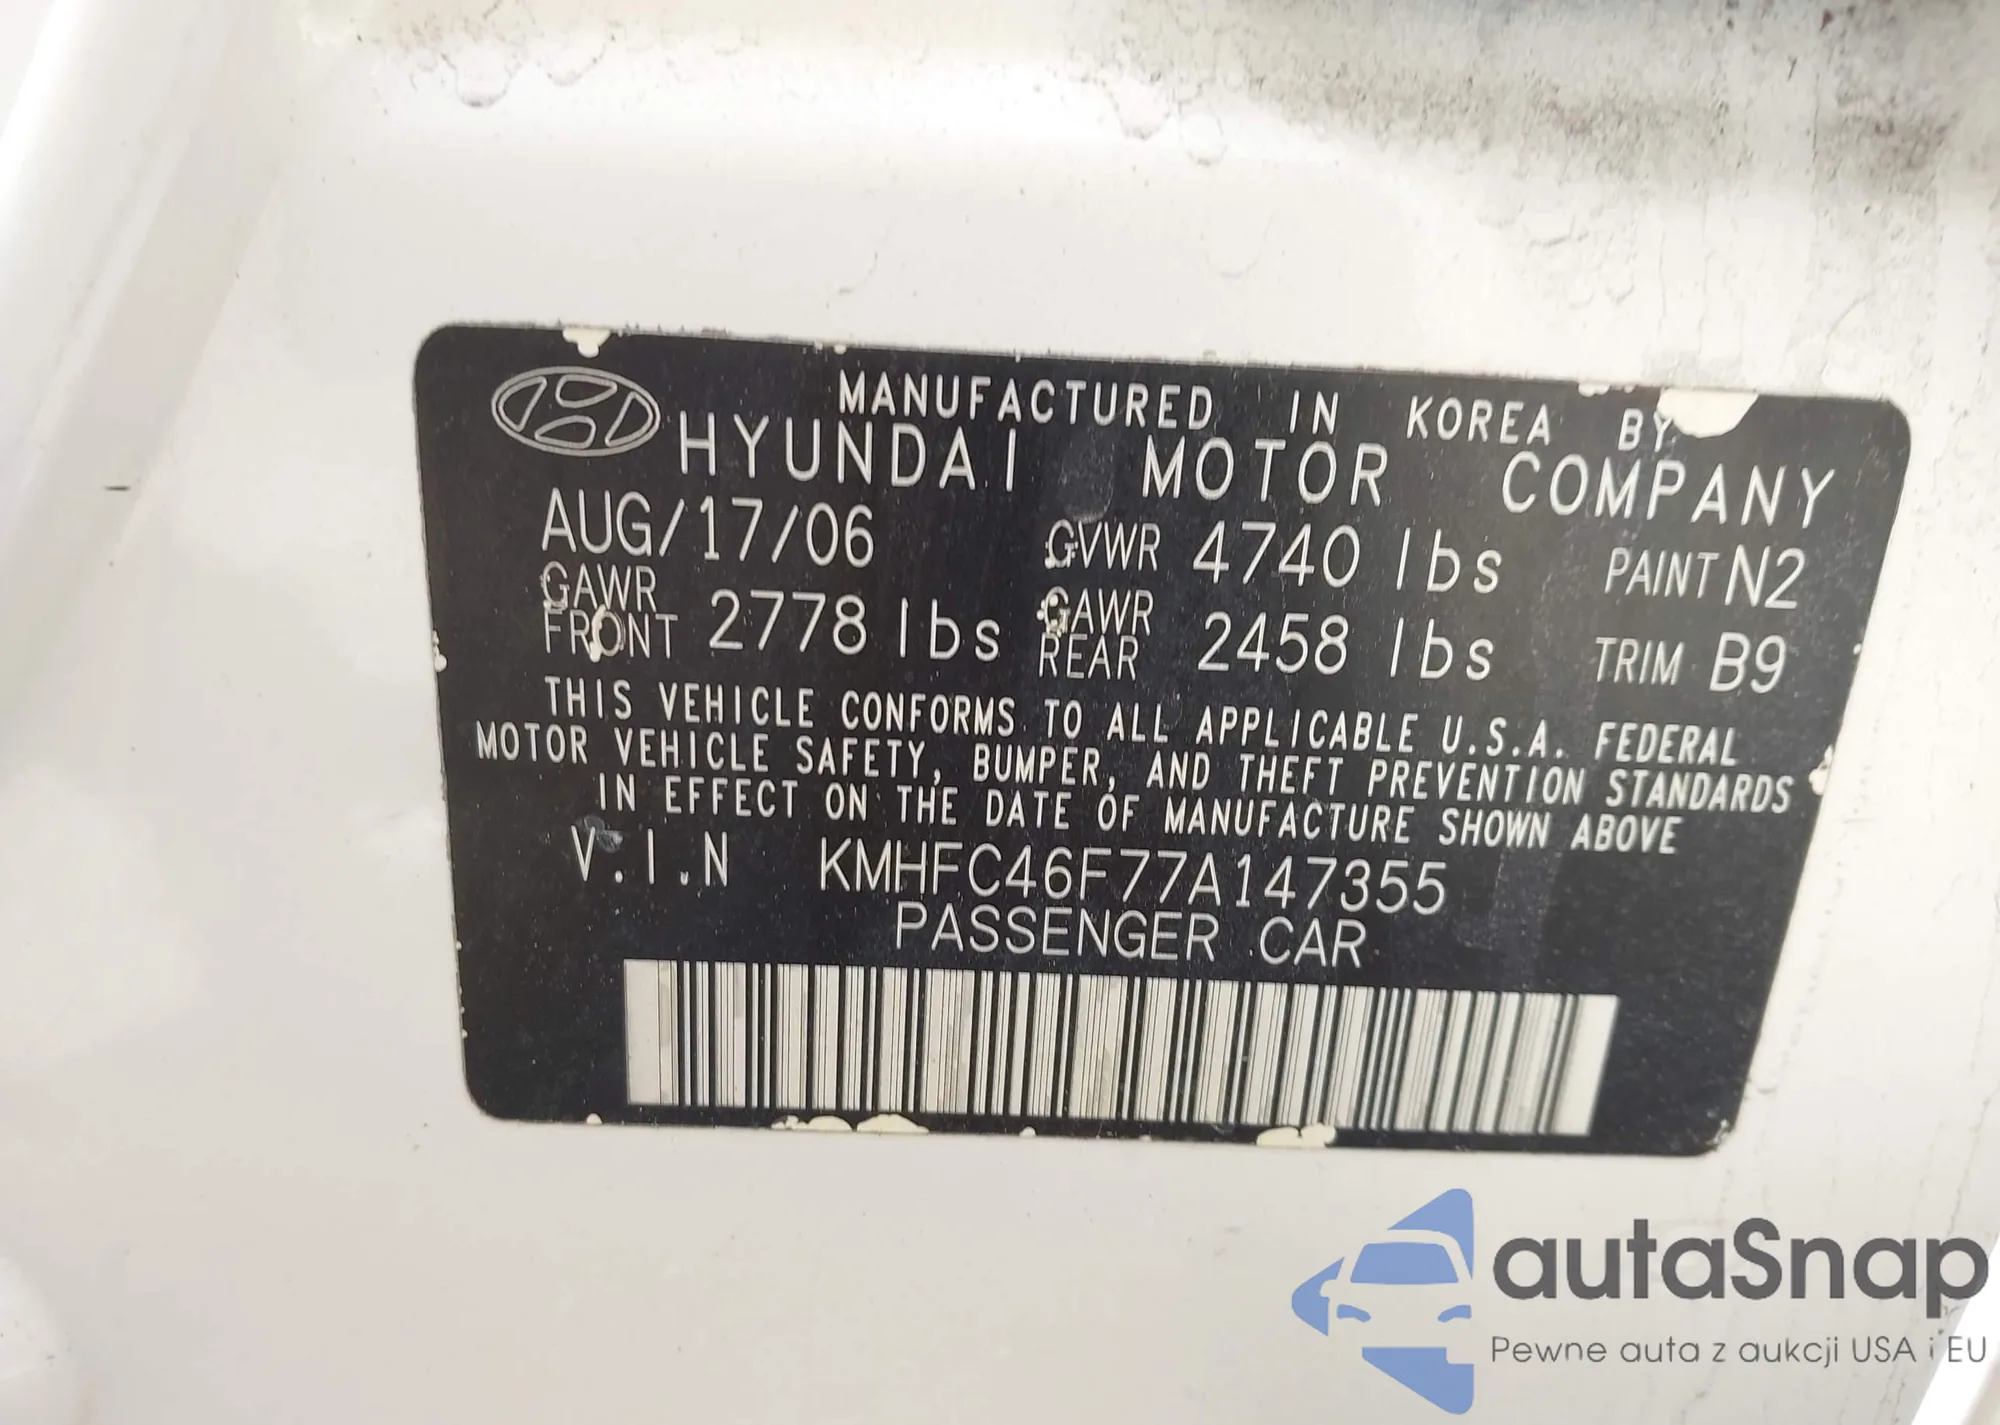 MANUFACTURED IN KOREA BY
HYUNDAI MOTOR COMPANY
AUG/17/06 GVWR 4740 lbs PAINT N2
GAWR FRONT 2778 lbs GAWR REAR 2458 lbs TRIM B9
THIS VEHICLE CONFORMS TO ALL APPLICABLE U.S.A. FEDERAL
MOTOR VEHICLE SAFETY, BUMPER, AND THEFT PREVENTION STANDARDS
IN EFFECT ON THE DATE OF MANUFACTURE SHOWN ABOVE
V.I.N KMHFC46F77A147355
PASSENGER CAR
autaSnap
Pewne auta z aukcji USA i EU